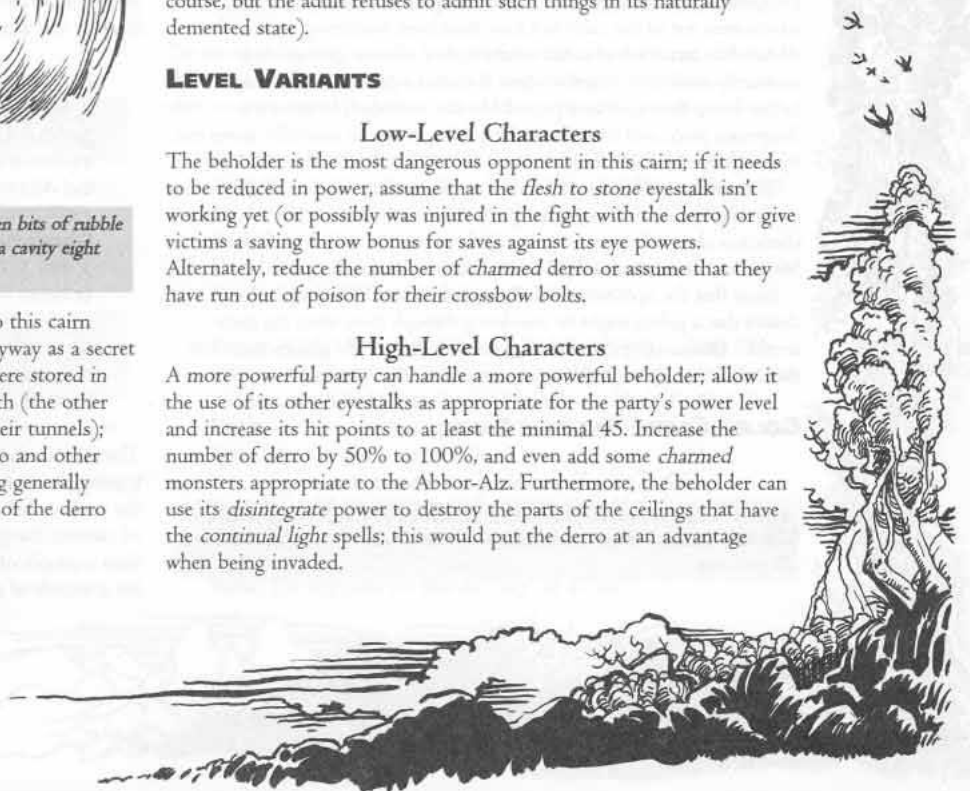 en bits of rubble
a cavity eight
o this cairn
yway as a secret
ere stored in
ch (the other
eir tunnels);
o and other
g generally
of the derro
course, but the adult refuses to admit such things in its naturally
demented state).
LEVEL VARIANTS
Low-Level Characters
The beholder is the most dangerous opponent in this cairn; if it needs
to be reduced in power, assume that the flesh to stone eyestalk isn't
working yet (or possibly was injured in the fight with the derro) or give
victims a saving throw bonus for saves against its eye powers.
Alternately, reduce the number of charmed derro or assume that they
have run out of poison for their crossbow bolts.
High-Level Characters
A more powerful party can handle a more powerful beholder; allow it
the use of its other eyestalks as appropriate for the party's power level
and increase its hit points to at least the minimal 45. Increase the
number of derro by 50% to 100%, and even add some charmed
monsters appropriate to the Abbor-Alz. Furthermore, the beholder can
use its disintegrate power to destroy the parts of the ceilings that have
the continual light spells; this would put the derro at an advantage
when being invaded.